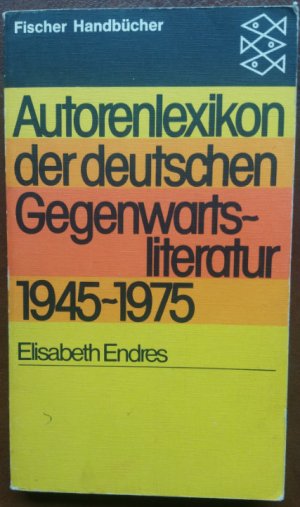 Fischer Handbücher
Autorenlexikon
der deutschen
Gegenwarts-
literatur
1945-1975
Elisabeth Endres